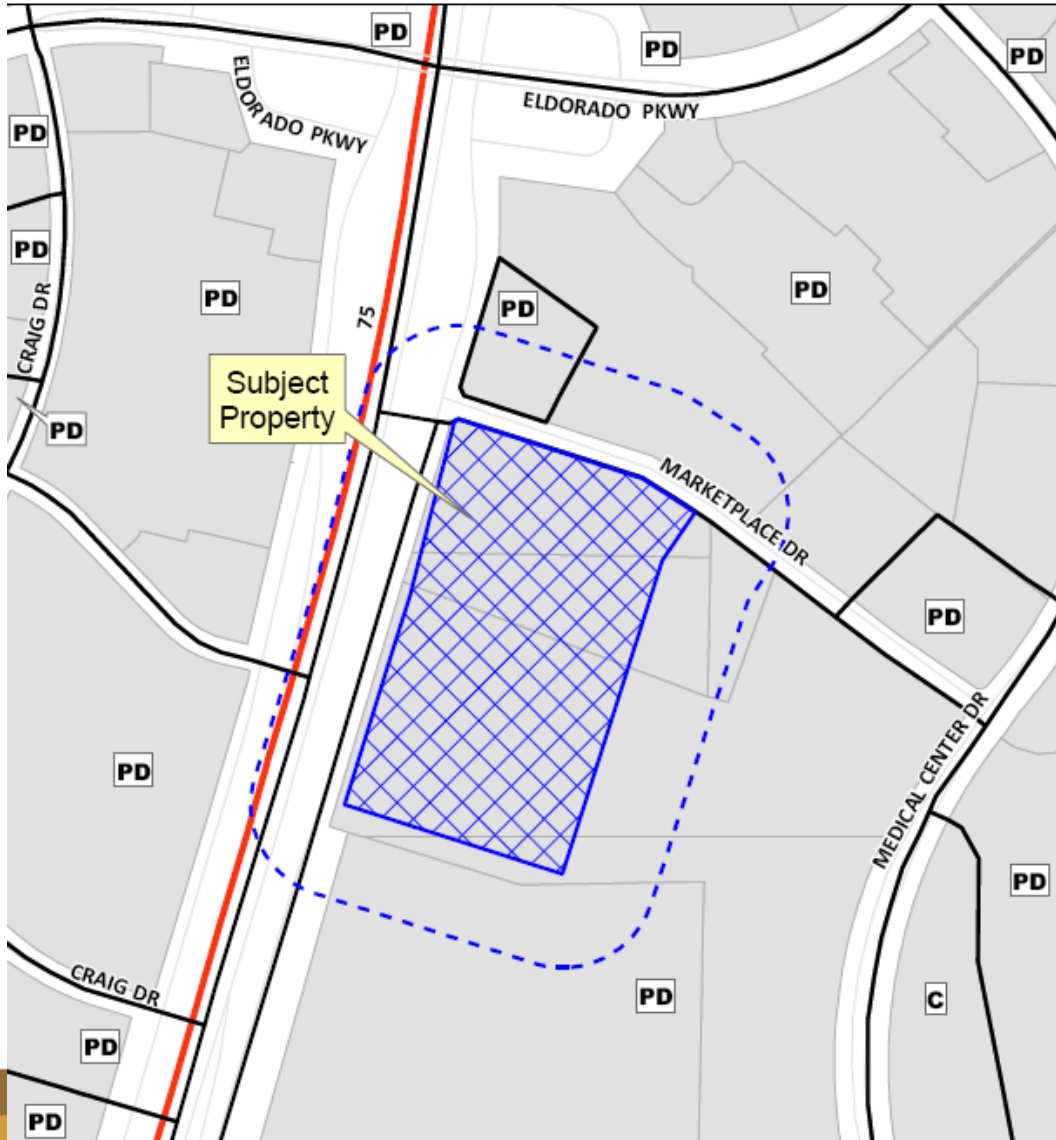 PD
PD
PD
ELDORADO PKWY
ELDORADO PKWY
PD
PD
PD
PD
PD
75
CRAIG DR
Subject
Property
PD
MARKETPLACE DR
PD
PD
MEDICAL CENTER DR
PD
CRAIG DR
PD
C
PD
PD